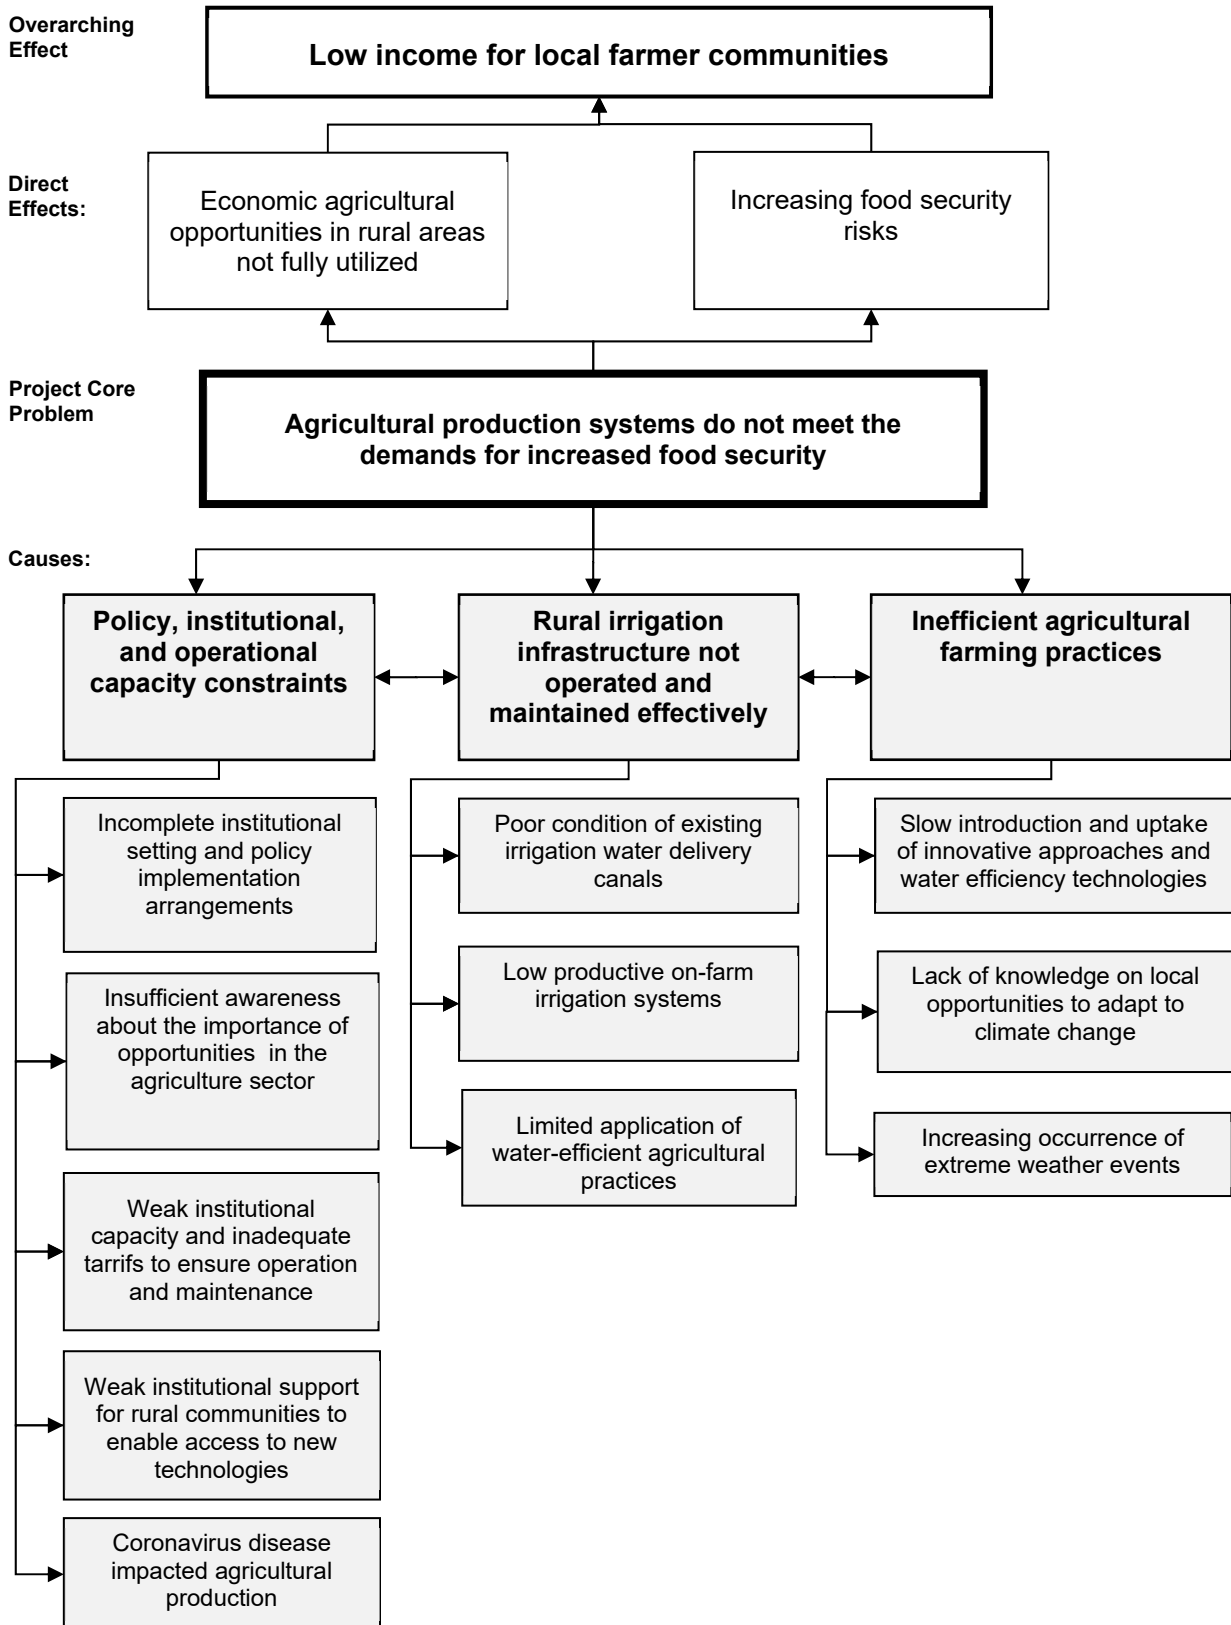 Overarching
Effect
Low income for local farmer communities
Direct
Effects:
Economic agricultural
opportunities in rural areas
not fully utilized
Increasing food security
risks
Project Core
Problem
Agricultural production systems do not meet the
demands for increased food security
Causes:
Policy, institutional,
and operational
capacity constraints
Rural irrigation
infrastructure not
operated and
maintained effectively
Inefficient agricultural
farming practices
Incomplete institutional
setting and policy
implementation
arrangements
Insufficient awareness
about the importance of
opportunities in the
agriculture sector
Weak institutional
capacity and inadequate
tarrifs to ensure operation
and maintenance
Weak institutional support
for rural communities to
enable access to new
technologies
Coronavirus disease
impacted agricultural
production
Poor condition of existing
irrigation water delivery
canals
Low productive on-farm
irrigation systems
Limited application of
water-efficient agricultural
practices
Slow introduction and uptake
of innovative approaches and
water efficiency technologies
Lack of knowledge on local
opportunities to adapt to
climate change
Increasing occurrence of
extreme weather events